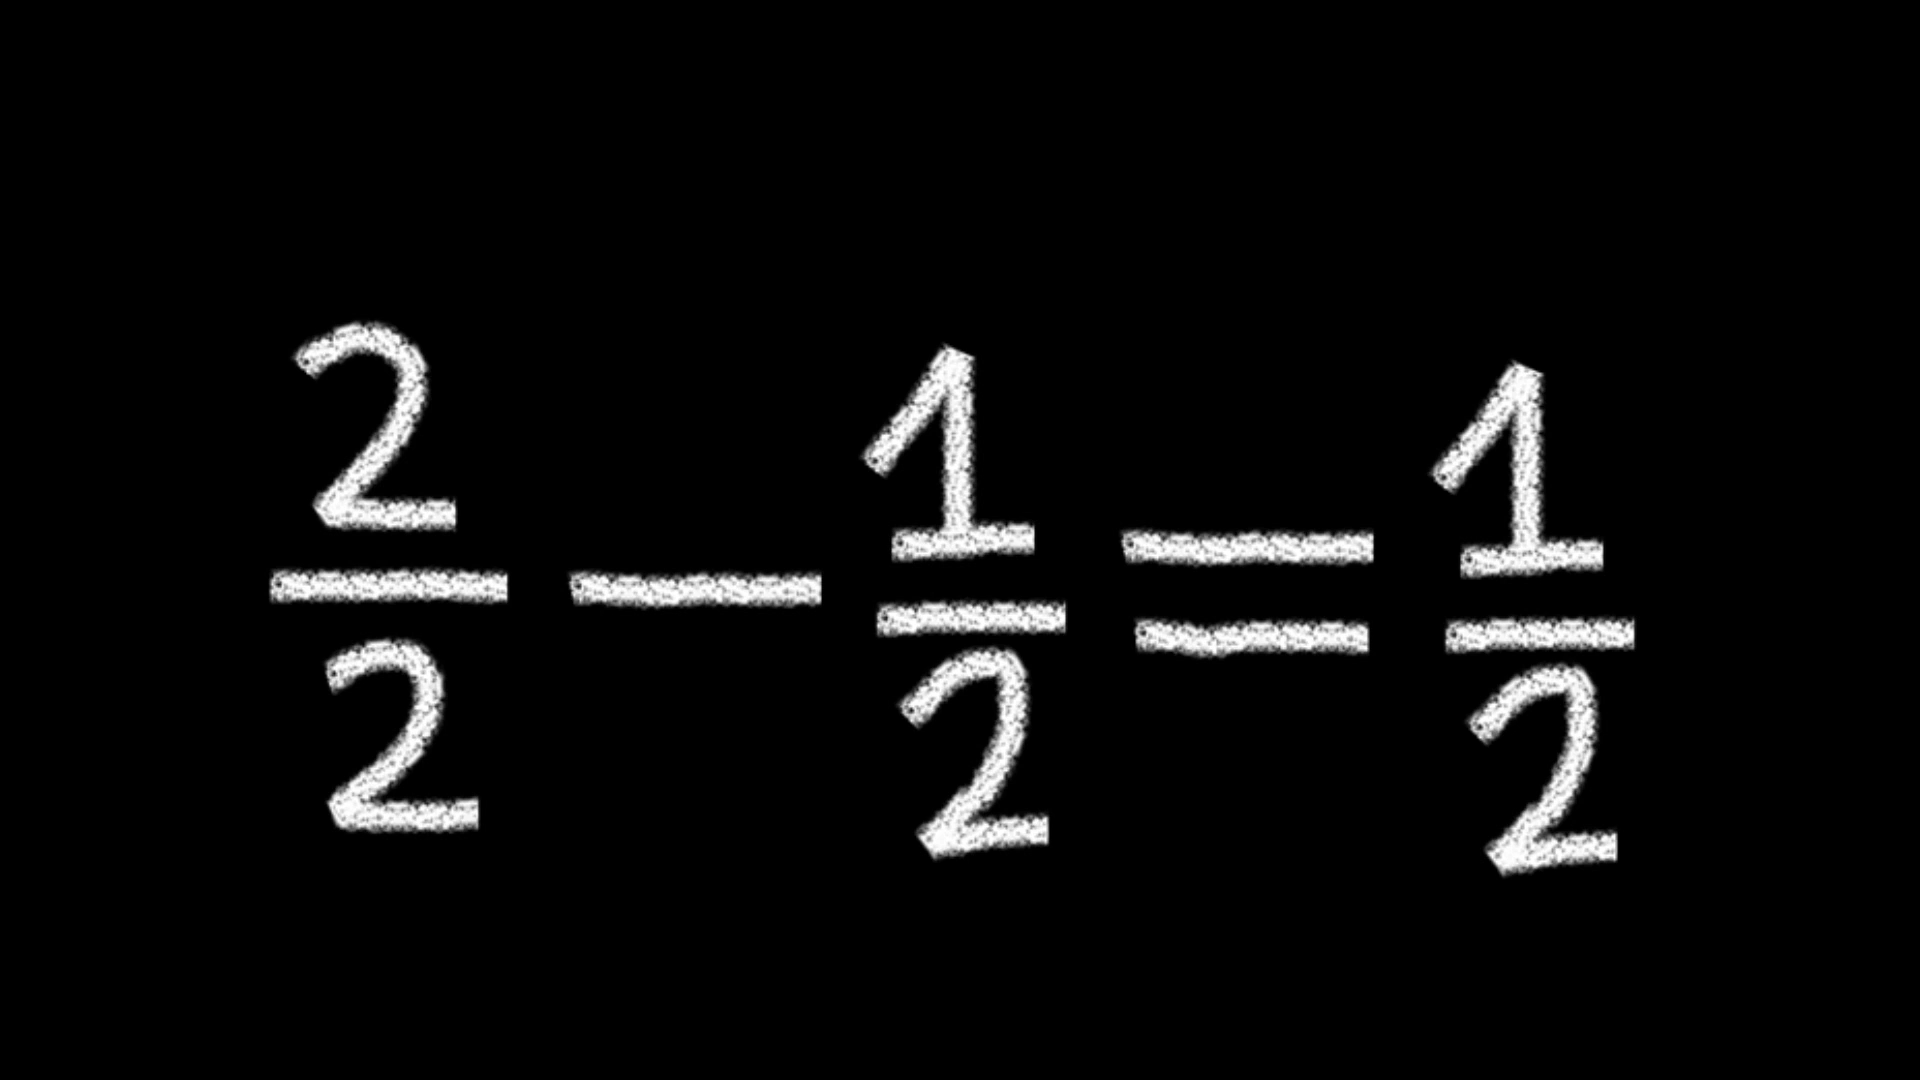 2/2 - 1/2 = 1/2